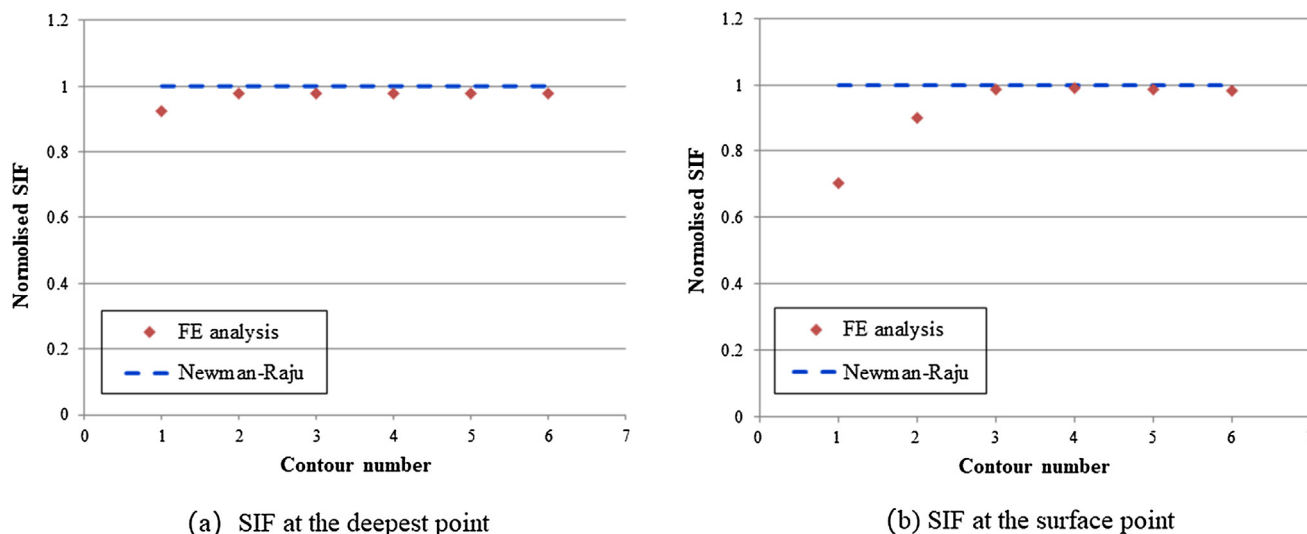 1.2
1
0.8
0.6
0.4
0.2
0
Normolised SIF
FE analysis
Newman-Raju
0 1 2 3 4 5 6 7
Contour number
(a) SIF at the deepest point
1.2
1
0.8
0.6
0.4
0.2
0
Normolised SIF
FE analysis
Newman-Raju
0 1 2 3 4 5 6
Contour number
(b) SIF at the surface point